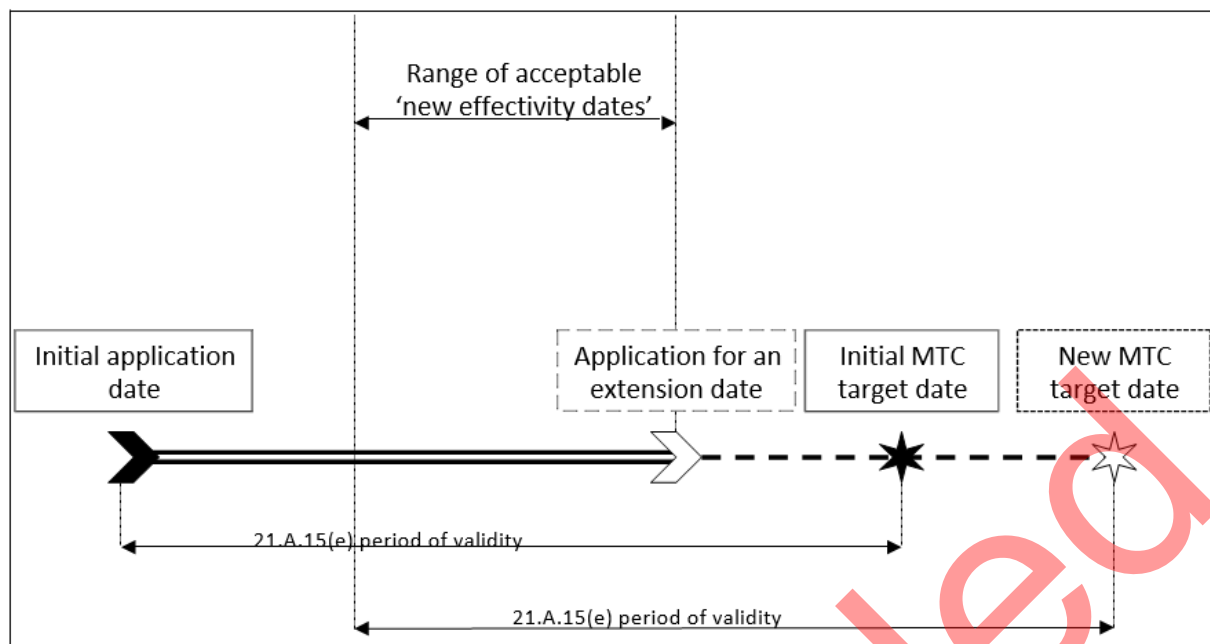 Range of acceptable
‘new effectivity dates’
Initial application
date
Application for an
extension date
Initial MTC
target date
New MTC
target date
21.A.15(e) period of validity
21.A.15(e) period of validity
led